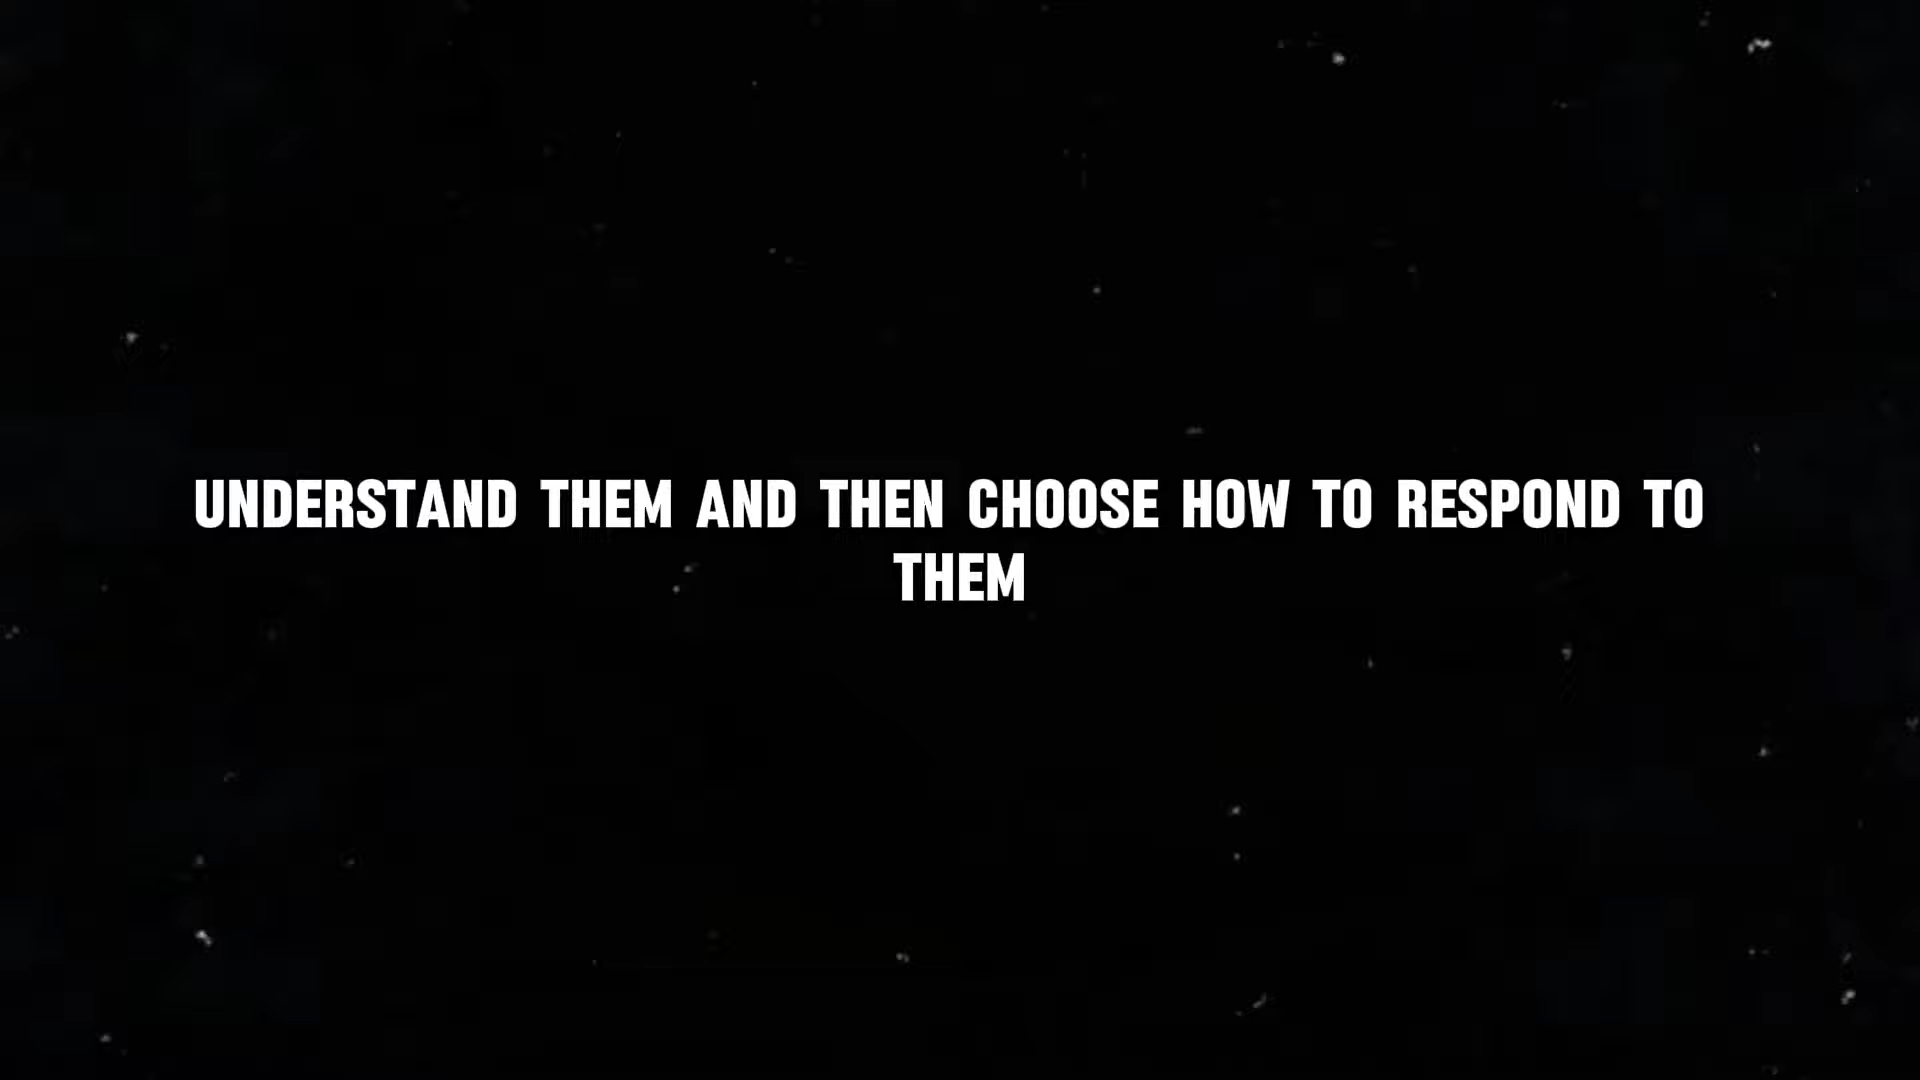 UNDERSTAND THEM AND THEN CHOOSE HOW TO RESPOND TO
THEM